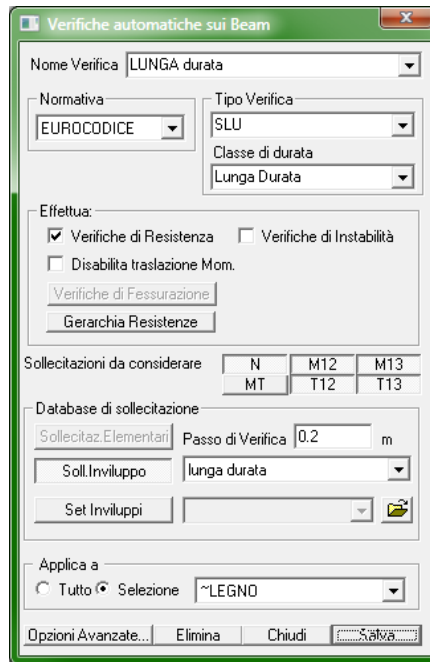 Verifiche automatiche sui Beam
Nome Verifica LUNGA durata
Normativa
EUROCODICE
Tipo Verifica
SLU
Classe di durata
Lunga Durata
Effettua:
Verifiche di Resistenza Verifiche di Instabilità
Disabilita traslazione Mom.
Verifiche di Fessurazione
Gerarchia Resistenze
Sollecitazioni da considerare N M12 M13
MT T12 T13
Database di sollecitazione
Sollecitaz.Elementari Passo di Verifica 0.2 m
Soll.Inviluppo lunga durata
Set Inviluppi
Applica a
Tutto Selezione ~LEGNO
Opzioni Avanzate... Elimina Chiudi Salva